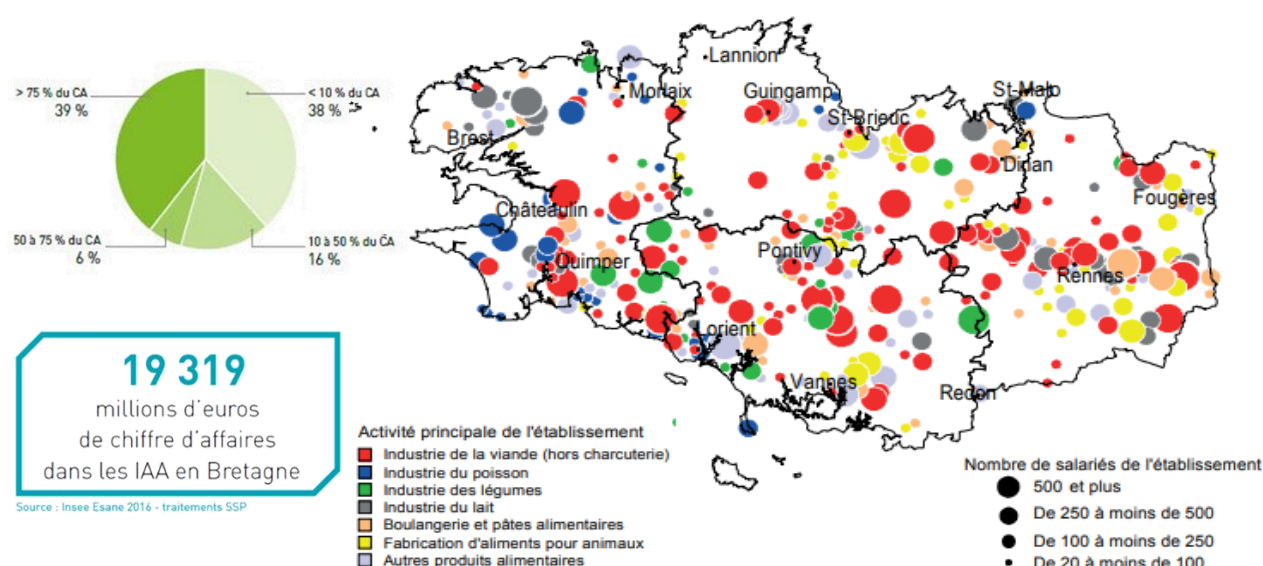 > 75 % du CA
39 %
< 10 % du CA
38 %
50 à 75 % du CA
6 %
10 à 50 % du CA
16 %
19 319
millions d'euros
de chiffre d'affaires
dans les IAA en Bretagne
Source : Insee Esane 2016 - traitements SSP
Lannion
Morlaix
Guingamp
St-Malo
St-Brieuc
Brest
Dinan
Fougères
Châteaulin
Pontivy
Quimper
Rennes
Lorient
Vannes
Redon
Activité principale de l'établissement
Industrie de la viande (hors charcuterie)
Industrie du poisson
Industrie des légumes
Industrie du lait
Boulangerie et pâtes alimentaires
Fabrication d'aliments pour animaux
Autres produits alimentaires
Nombre de salariés de l'établissement
500 et plus
De 250 à moins de 500
De 100 à moins de 250
De 20 à moins de 100